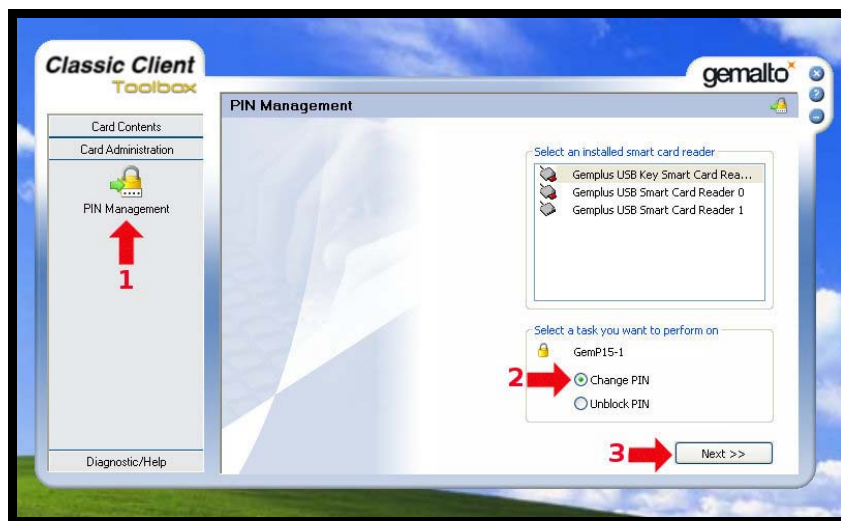 Classic Client
Toolbox
gemalto
PIN Management
Card Contents
Card Administration
PIN Management
1
Diagnostic/Help
Select an installed smart card reader
Gemplus USB Key Smart Card Rea...
Gemplus USB Smart Card Reader 0
Gemplus USB Smart Card Reader 1
Select a task you want to perform on
GemP15-1
2
Change PIN
Unblock PIN
3
Next >>